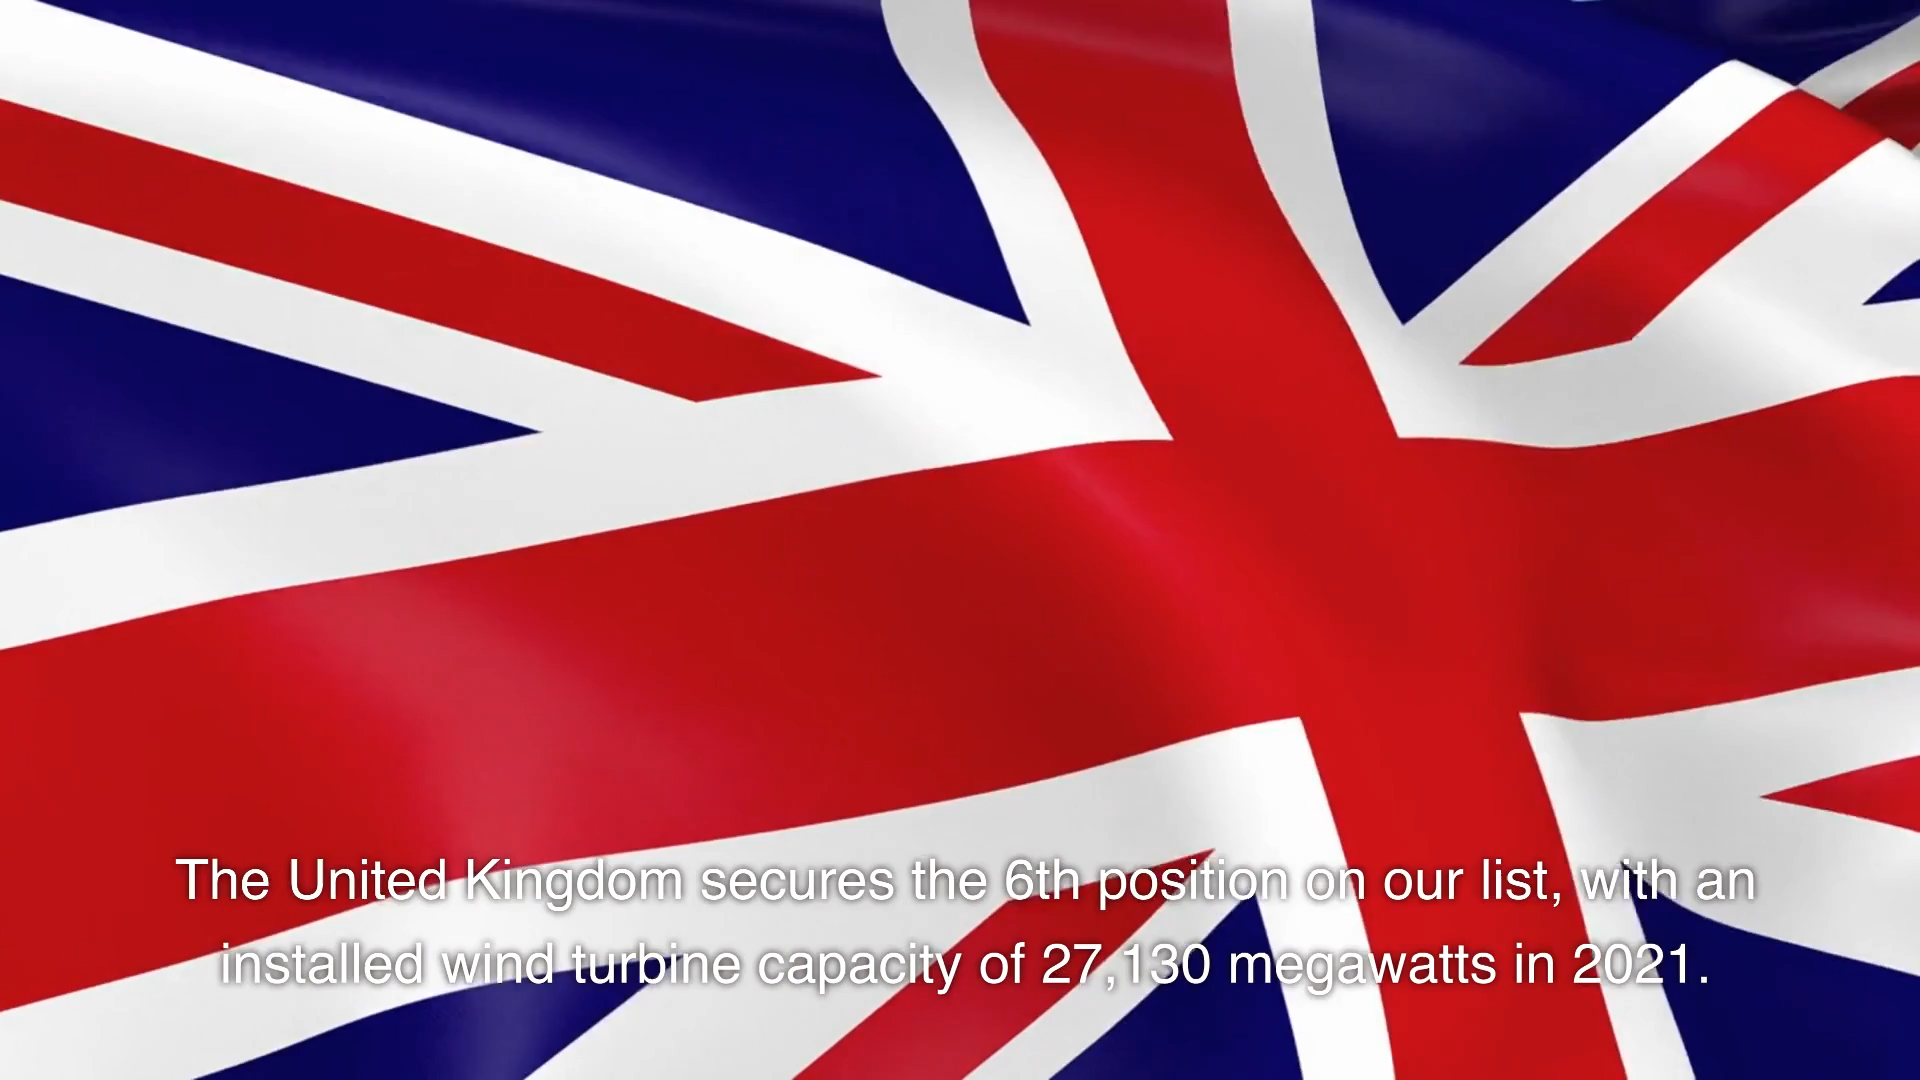 The United Kingdom secures the 6th position on our list, with an
installed wind turbine capacity of 27,130 megawatts in 2021.